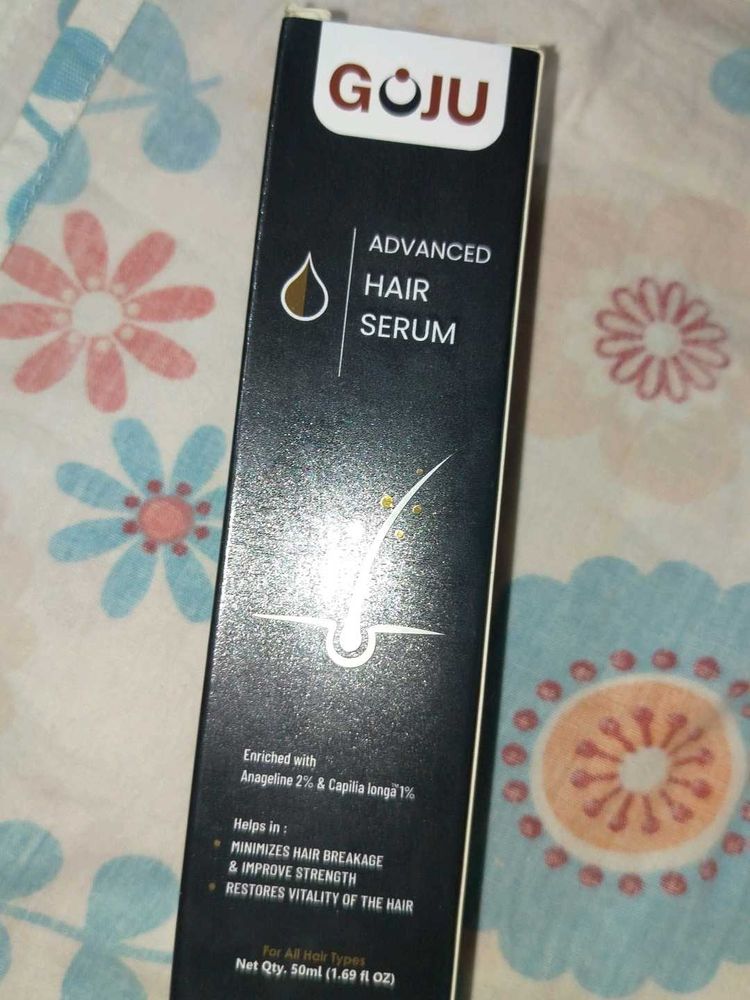 GOJU
ADVANCED
HAIR
SERUM
Enriched with
Anageline 2% & Capilia longa™ 1%
Helps in :
• MINIMIZES HAIR BREAKAGE
& IMPROVE STRENGTH
• RESTORES VITALITY OF THE HAIR
For All Hair Types
Net Qty. 50ml (1.69 fl OZ)